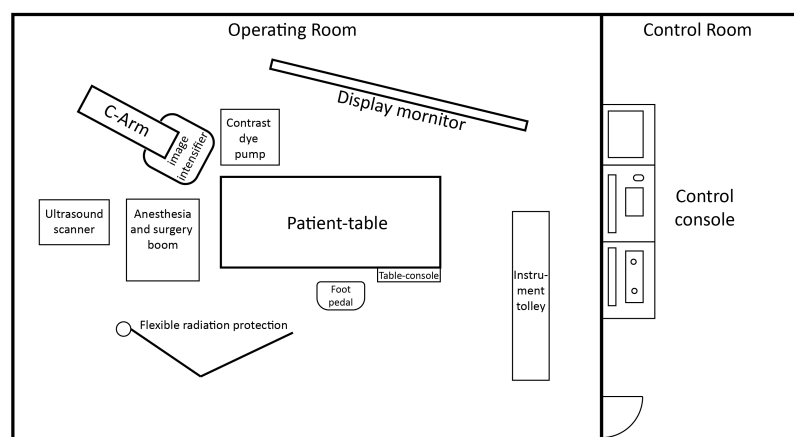 Operating Room
Control Room
Display mornitor
C-Arm
image
intensifier
Contrast
dye
pump
Ultrasound
scanner
Anesthesia
and surgery
boom
Patient-table
Control
console
Table-console
Foot
pedal
Instru-
ment
tolley
Flexible radiation protection